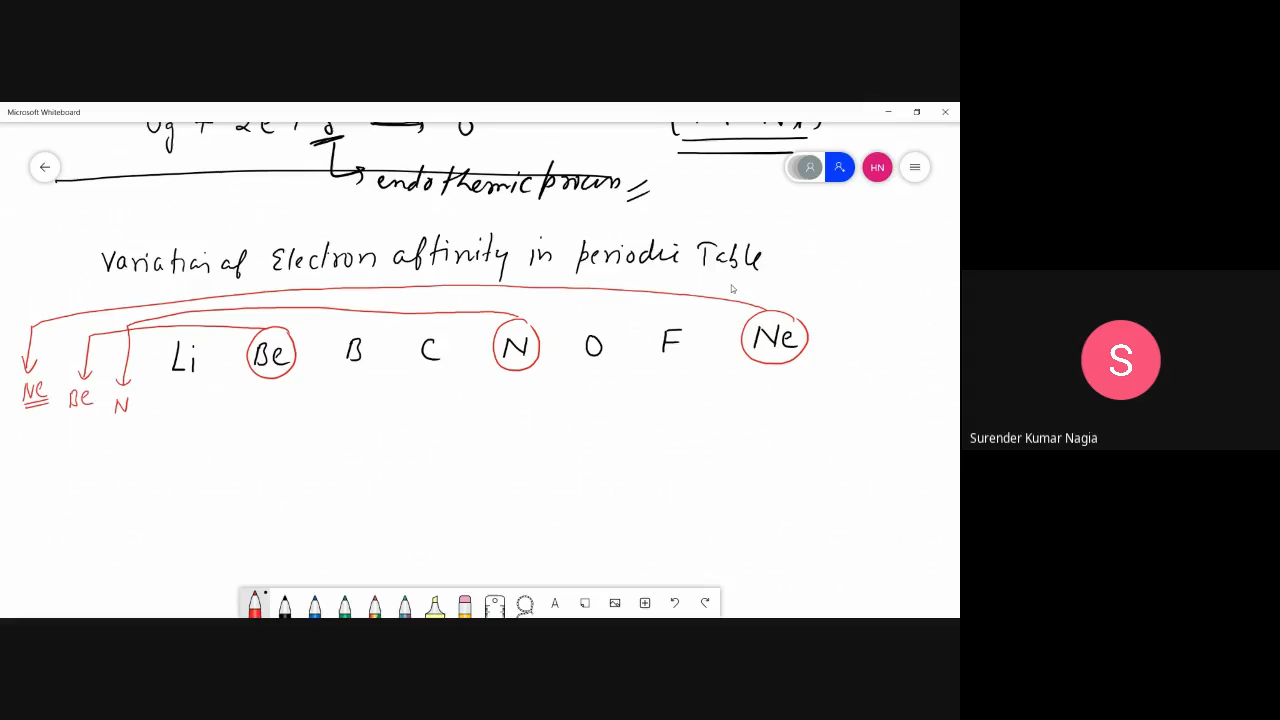 Microsoft Whiteboard
HN
endothemic process
Variation of Electron affinity in periodic Table
Li Be B C N O F Ne
Ne Be N
A
S
Surender Kumar Nagia